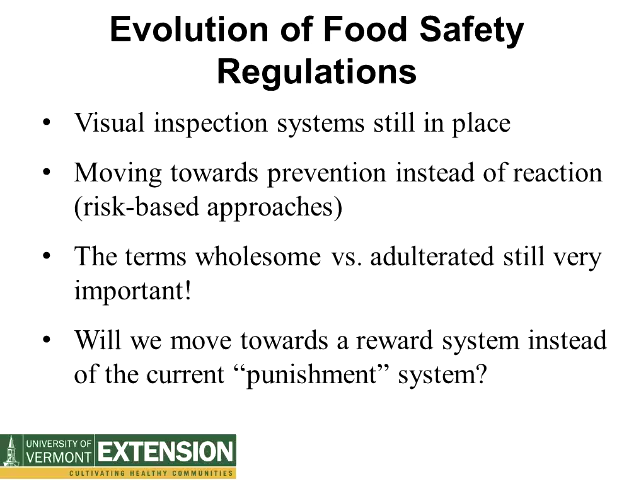 Evolution of Food Safety
Regulations
• Visual inspection systems still in place
• Moving towards prevention instead of reaction
(risk-based approaches)
• The terms wholesome vs. adulterated still very
important!
• Will we move towards a reward system instead
of the current “punishment” system?
UNIVERSITY OF
VERMONT EXTENSION
CULTIVATING HEALTHY COMMUNITIES